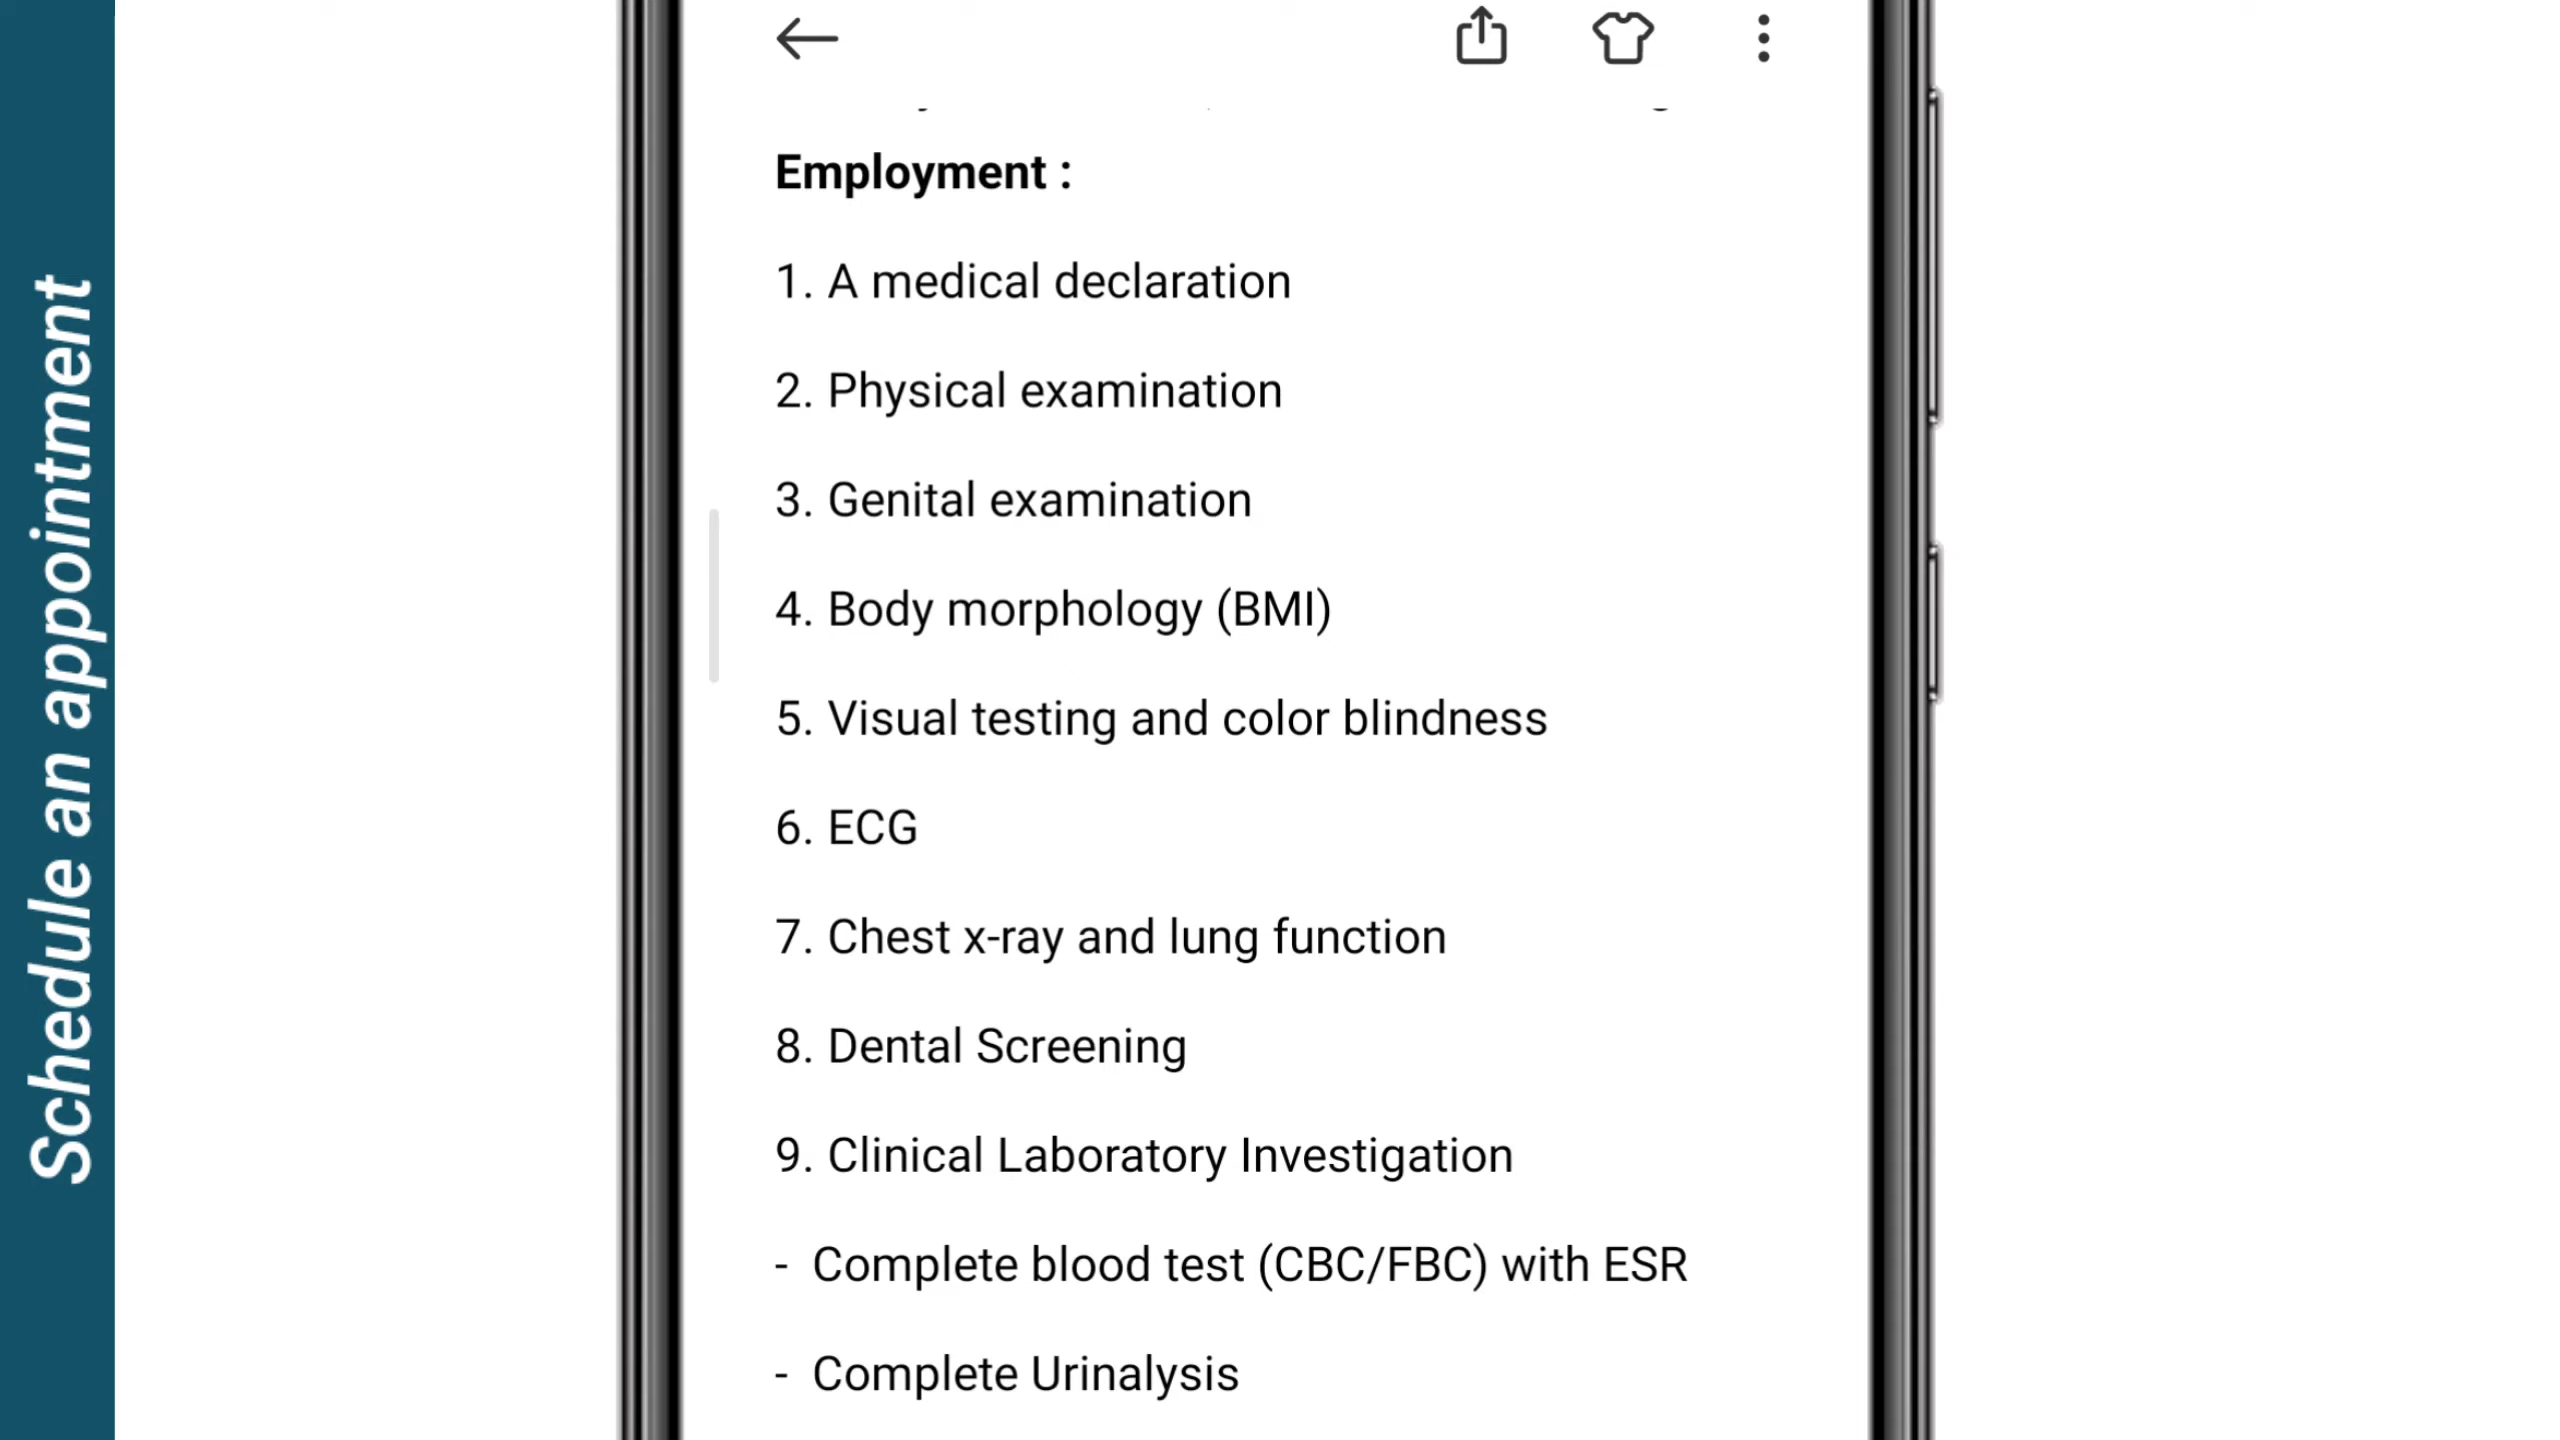 Schedule an appointment
Employment :
1. A medical declaration
2. Physical examination
3. Genital examination
4. Body morphology (BMI)
5. Visual testing and color blindness
6. ECG
7. Chest x-ray and lung function
8. Dental Screening
9. Clinical Laboratory Investigation
- Complete blood test (CBC/FBC) with ESR
- Complete Urinalysis